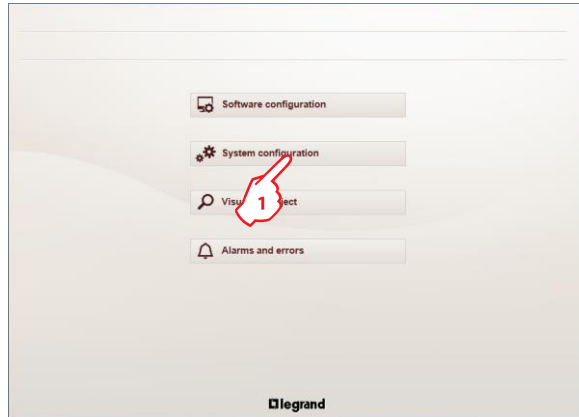 Software configuration
System configuration
1
Alarms and errors
legrand